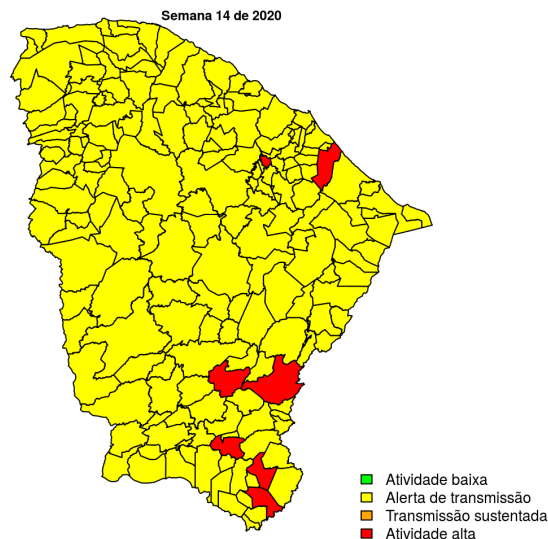 Semana 14 de 2020
Atividade baixa
Alerta de transmissão
Transmissão sustentada
Atividade alta